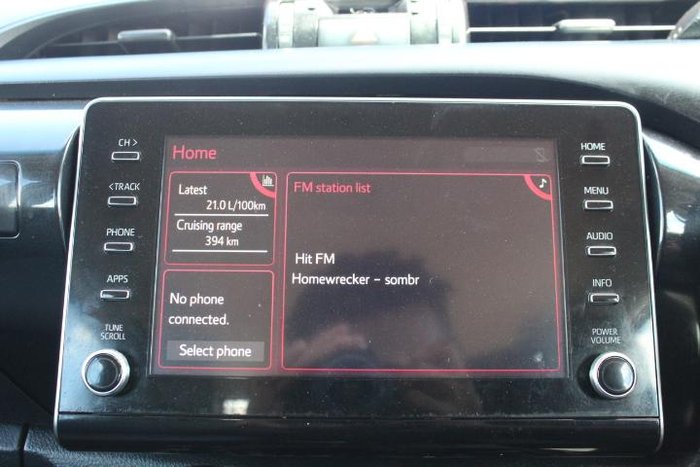 CH >
<TRACK
PHONE
APPS
TUNE
SCROLL
Home
Latest
21.0 L/100km
Cruising range
394 km
No phone
connected.
Select phone
FM station list
Hit FM
Homewrecker – sombr
HOME
MENU
AUDIO
INFO
POWER
VOLUME